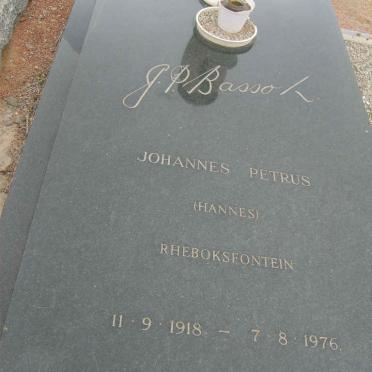 J.P. Basson
JOHANNES PETRUS
(HANNES)
RHEBOKSFONTEIN
11 · 9 · 1918 – 7 · 8 · 1976.